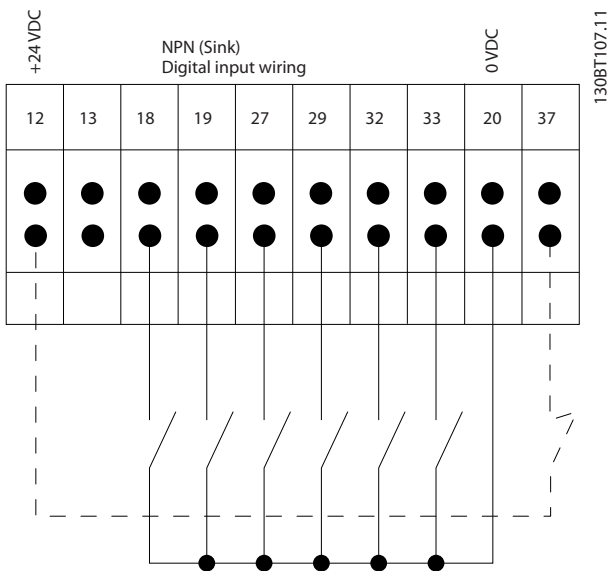 +24 VDC
NPN (Sink)
Digital input wiring
0 VDC
130BT107.11
12 13 18 19 27 29 32 33 20 37